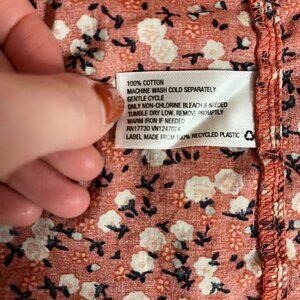 100% COTTON
MACHINE WASH COLD SEPARATELY
GENTLE CYCLE
ONLY NON-CHLORINE BLEACH IF NEEDED
TUMBLE DRY LOW, REMOVE PROMPTLY
WARM IRON IF NEEDED
RN17730 VN1247024
LABEL MADE FROM 100% RECYCLED PLASTIC